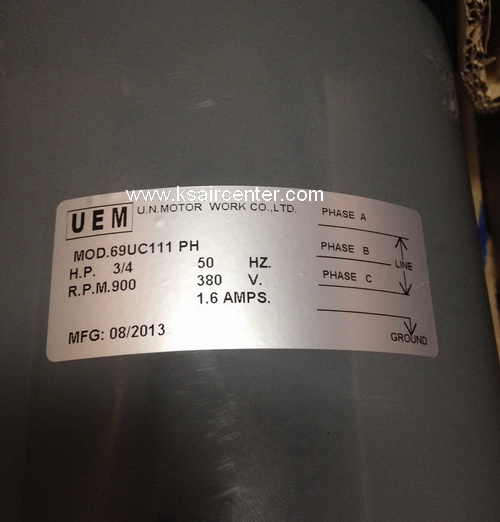 www.ksaircenter.com
UEM U.N.MOTOR WORK CO.,LTD.
MOD.69UC111 PH
H.P. 3/4 50 HZ.
R.P.M.900 380 V.
1.6 AMPS.
MFG: 08/2013
PHASE A
PHASE B
LINE
PHASE C
GROUND